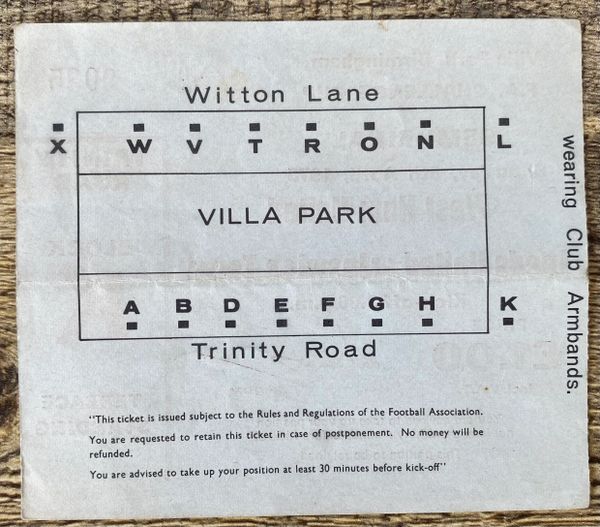 Witton Lane
X W V T R O N L
VILLA PARK
A B D E F G H K
Trinity Road
wearing Club Armbands.
"This ticket is issued subject to the Rules and Regulations of the Football Association.
You are requested to retain this ticket in case of postponement. No money will be
refunded.
You are advised to take up your position at least 30 minutes before kick-off"